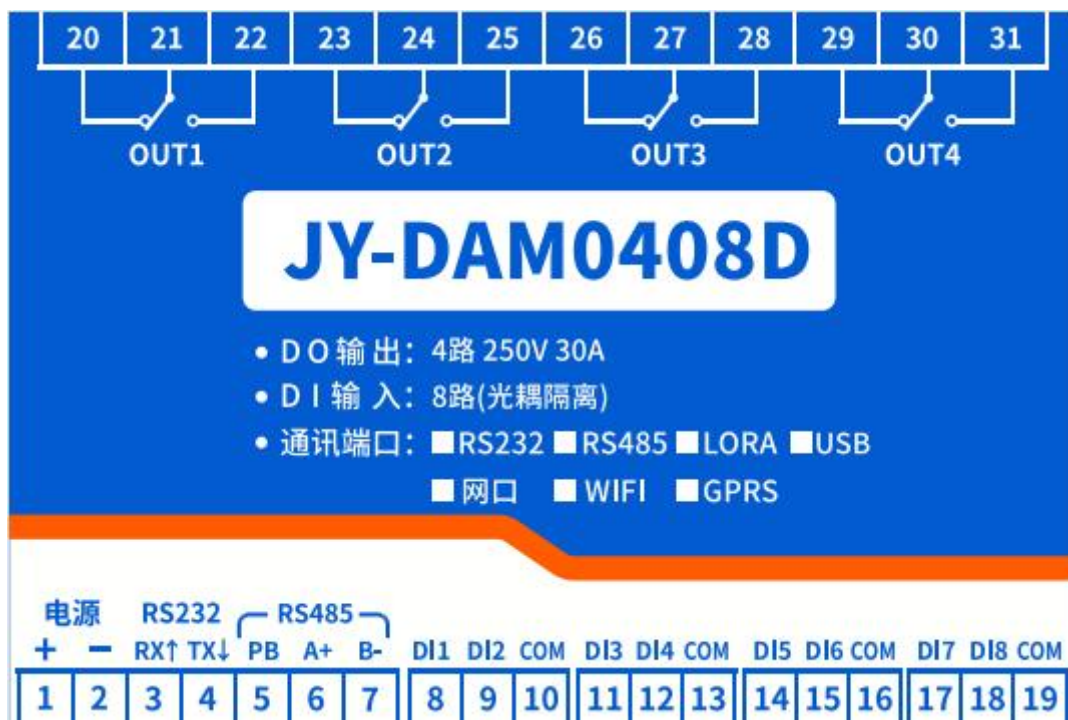 20 21 22 23 24 25 26 27 28 29 30 31
OUT1 OUT2 OUT3 OUT4
JY-DAM0408D
• DO输出：4路 250V 30A
• DI输入：8路(光耦隔离)
• 通讯端口：■RS232 ■RS485 ■LORA ■USB
■网口 ■WIFI ■GPRS
电源 RS232 RS485
+ − RX↑ TX↓ PB A+ B- DI1 DI2 COM DI3 DI4 COM DI5 DI6 COM DI7 DI8 COM
1 2 3 4 5 6 7 8 9 10 11 12 13 14 15 16 17 18 19